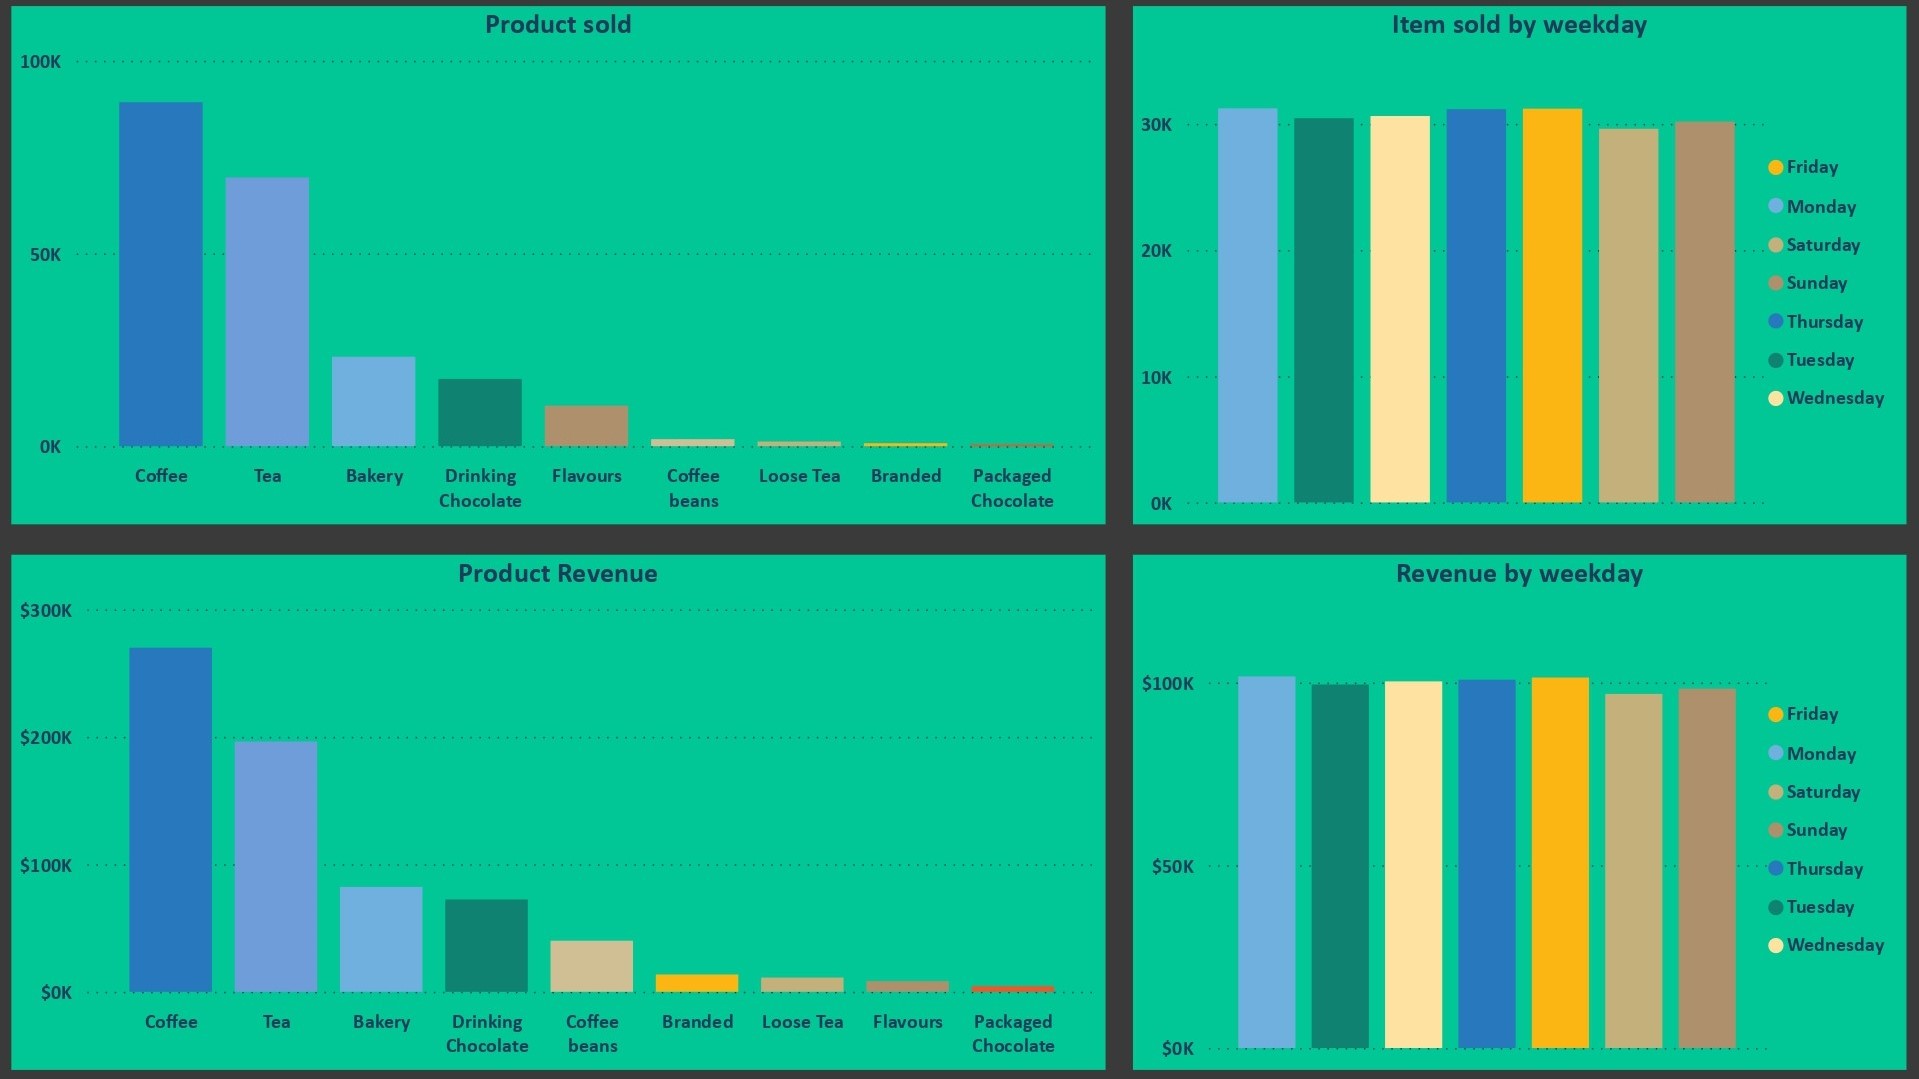 Product sold
100K
50K
0K
Coffee
Tea
Bakery
Drinking
Chocolate
Flavours
Coffee
beans
Loose Tea
Branded
Packaged
Chocolate
Item sold by weekday
30K
20K
10K
0K
Friday
Monday
Saturday
Sunday
Thursday
Tuesday
Wednesday
Product Revenue
$300K
$200K
$100K
$0K
Coffee
Tea
Bakery
Drinking
Chocolate
Coffee
beans
Branded
Loose Tea
Flavours
Packaged
Chocolate
Revenue by weekday
$100K
$50K
$0K
Friday
Monday
Saturday
Sunday
Thursday
Tuesday
Wednesday